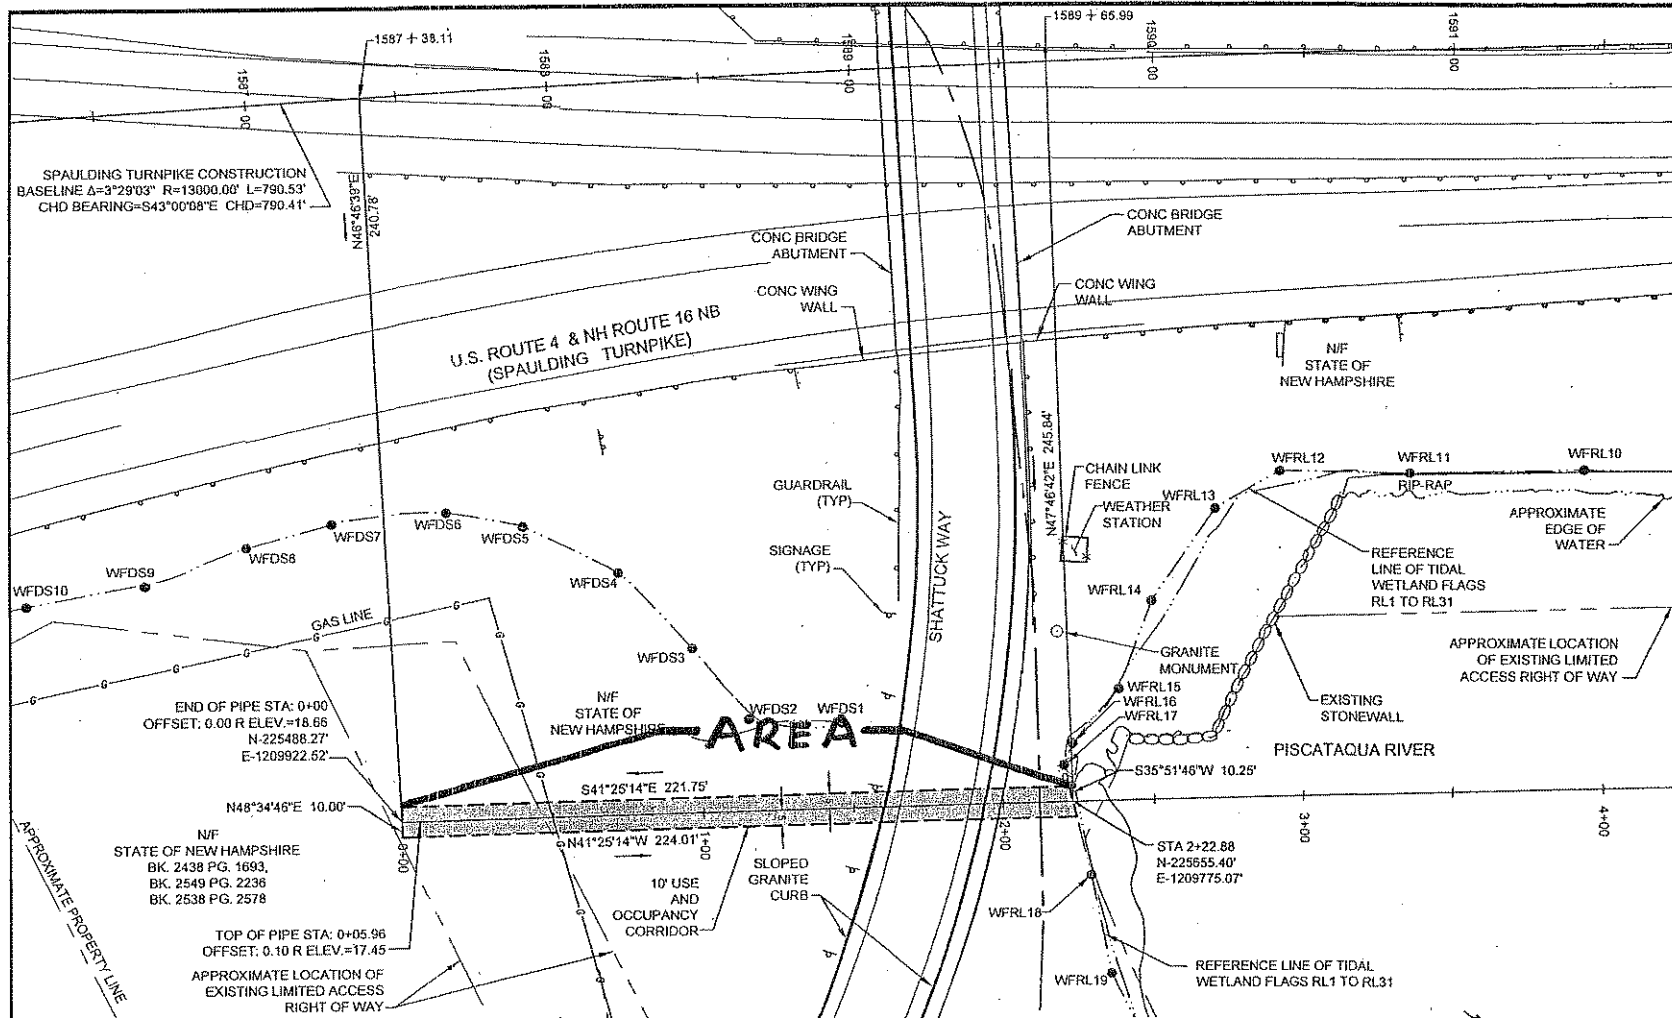 1587 + 38.11
1589 + 65.99
1587 + 00
1588 + 00
1589 + 00
1590 + 00
1591 + 00
SPAULDING TURNPIKE CONSTRUCTION
BASELINE Δ=3°29'03" R=13000.00' L=790.53'
CHD BEARING=S43°00'08"E CHD=790.41'
N46°46'39"E
240.78'
CONC BRIDGE
ABUTMENT
CONC BRIDGE
ABUTMENT
CONC WING
WALL
CONC WING
WALL
U.S. ROUTE 4 & NH ROUTE 16 NB
(SPAULDING TURNPIKE)
N/F
STATE OF
NEW HAMPSHIRE
N47°46'42"E 245.84'
GUARDRAIL
(TYP)
CHAIN LINK
FENCE
WEATHER
STATION
WFRL12
WFRL11
RIP-RAP
WFRL10
WFRL13
APPROXIMATE
EDGE OF
WATER
SIGNAGE
(TYP)
SHATTUCK WAY
REFERENCE
LINE OF TIDAL
WETLAND FLAGS
RL1 TO RL31
WFDS10
WFDS9
WFDS8
WFDS7
WFDS6
WFDS5
WFDS4
WFDS3
WFDS2
WFDS1
WFRL14
GAS LINE
G
G
G
G
G
G
G
G
G
G
G
G
G
GRANITE
MONUMENT
APPROXIMATE LOCATION
OF EXISTING LIMITED
ACCESS RIGHT OF WAY
WFRL15
WFRL16
WFRL17
EXISTING
STONEWALL
PISCATAQUA RIVER
END OF PIPE STA: 0+00
OFFSET: 0.00 R ELEV.=18.66
N-225488.27'
E-1209922.52'
N/F
STATE OF
NEW HAMPSHIRE
AREA
S35°51'46"W 10.25'
S41°25'14"E 221.75'
N48°34'46"E 10.00'
N41°25'14"W 224.01'
0+00
1+00
2+00
3+00
4+00
N/F
STATE OF NEW HAMPSHIRE
BK. 2438 PG. 1693,
BK. 2549 PG. 2236
BK. 2538 PG. 2578
APPROXIMATE PROPERTY LINE
10' USE
AND
OCCUPANCY
CORRIDOR
SLOPED
GRANITE
CURB
STA 2+22.88
N-225655.40'
E-1209775.07'
WFRL18
WFRL19
TOP OF PIPE STA: 0+05.96
OFFSET: 0.10 R ELEV.=17.45
APPROXIMATE LOCATION OF
EXISTING LIMITED ACCESS
RIGHT OF WAY
REFERENCE LINE OF TIDAL
WETLAND FLAGS RL1 TO RL31